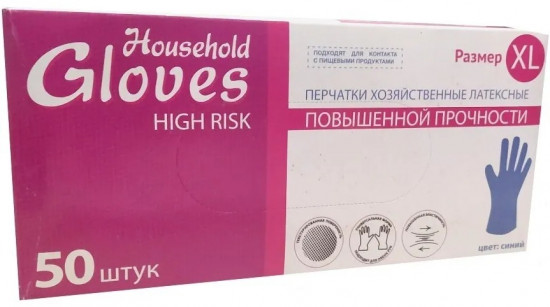 Household
Gloves
HIGH RISK
50 штук
ПОДХОДЯТ ДЛЯ КОНТАКТА
С ПИЩЕВЫМИ ПРОДУКТАМИ
Размер XL
ПЕРЧАТКИ ХОЗЯЙСТВЕННЫЕ ЛАТЕКСНЫЕ
ПОВЫШЕННОЙ ПРОЧНОСТИ
цвет: синий